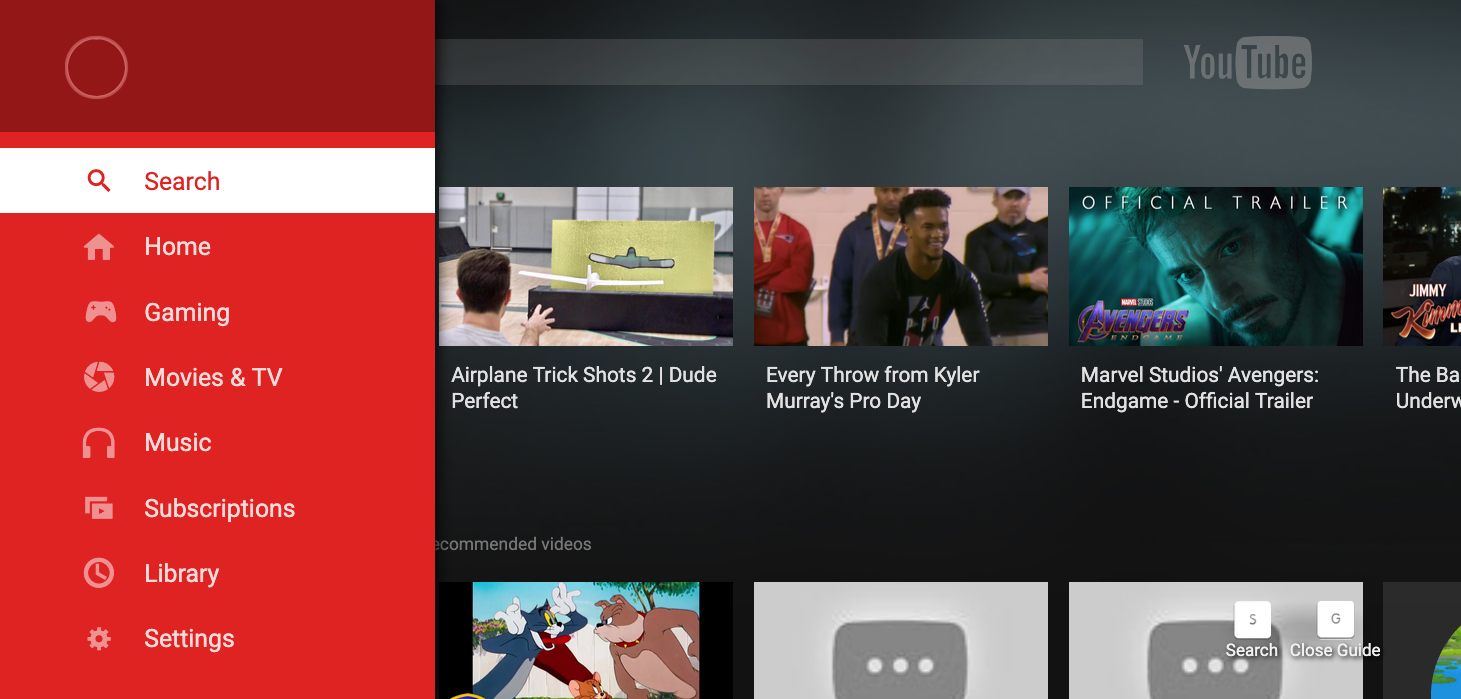 YouTube
Search
Home
Gaming
Movies & TV
Music
Subscriptions
Library
Settings
OFFICIAL TRAILER
MARVEL STUDIOS
AVENGERS
ENDGAME
JIMMY
Airplane Trick Shots 2 | Dude
Perfect
Every Throw from Kyler
Murray's Pro Day
Marvel Studios' Avengers:
Endgame - Official Trailer
The Ba
Underw
ecommended videos
S
G
Search
Close Guide